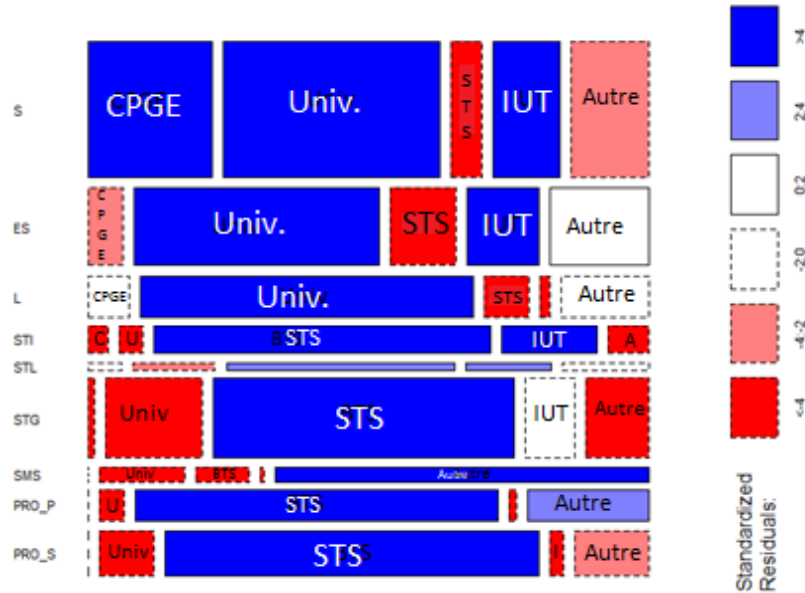 S CPGE Univ. STS IUT Autre
ES CPGE Univ. STS IUT Autre
L CPGE Univ. STS Autre
STI C U STS IUT A
STL
STG Univ STS IUT Autre
SMS Univ BTS Autre
PRO_P U STS Autre
PRO_S Univ STS I Autre
Standardized
Residuals:
<-4
-4:-2
-2:0
0:2
2:4
>4